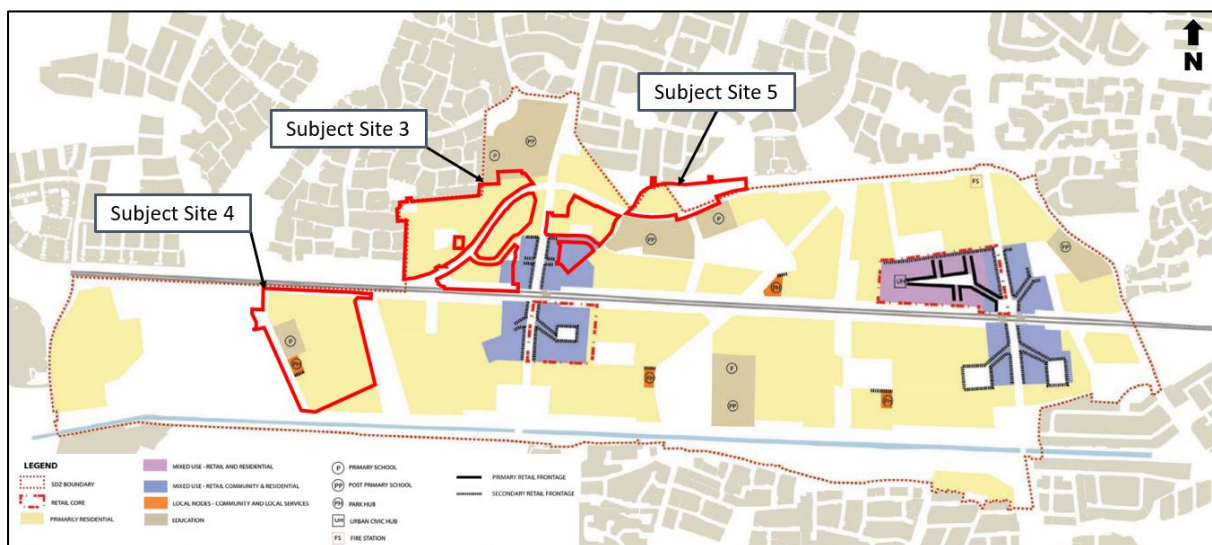 N
Subject Site 5
Subject Site 3
Subject Site 4
P
PP
FS
P
PP
PP
PH
UH
P
PH
PH
P
PP
PH
LEGEND
SDZ BOUNDARY
RETAIL CORE
PRIMARILY RESIDENTIAL
MIXED USE - RETAIL AND RESIDENTIAL
MIXED USE - RETAIL COMMUNITY & RESIDENTIAL
LOCAL NODES - COMMUNITY AND LOCAL SERVICES
EDUCATION
P PRIMARY SCHOOL
PP POST PRIMARY SCHOOL
PH PARK HUB
UH URBAN CIVIC HUB
FS FIRE STATION
PRIMARY RETAIL FRONTAGE
SECONDARY RETAIL FRONTAGE